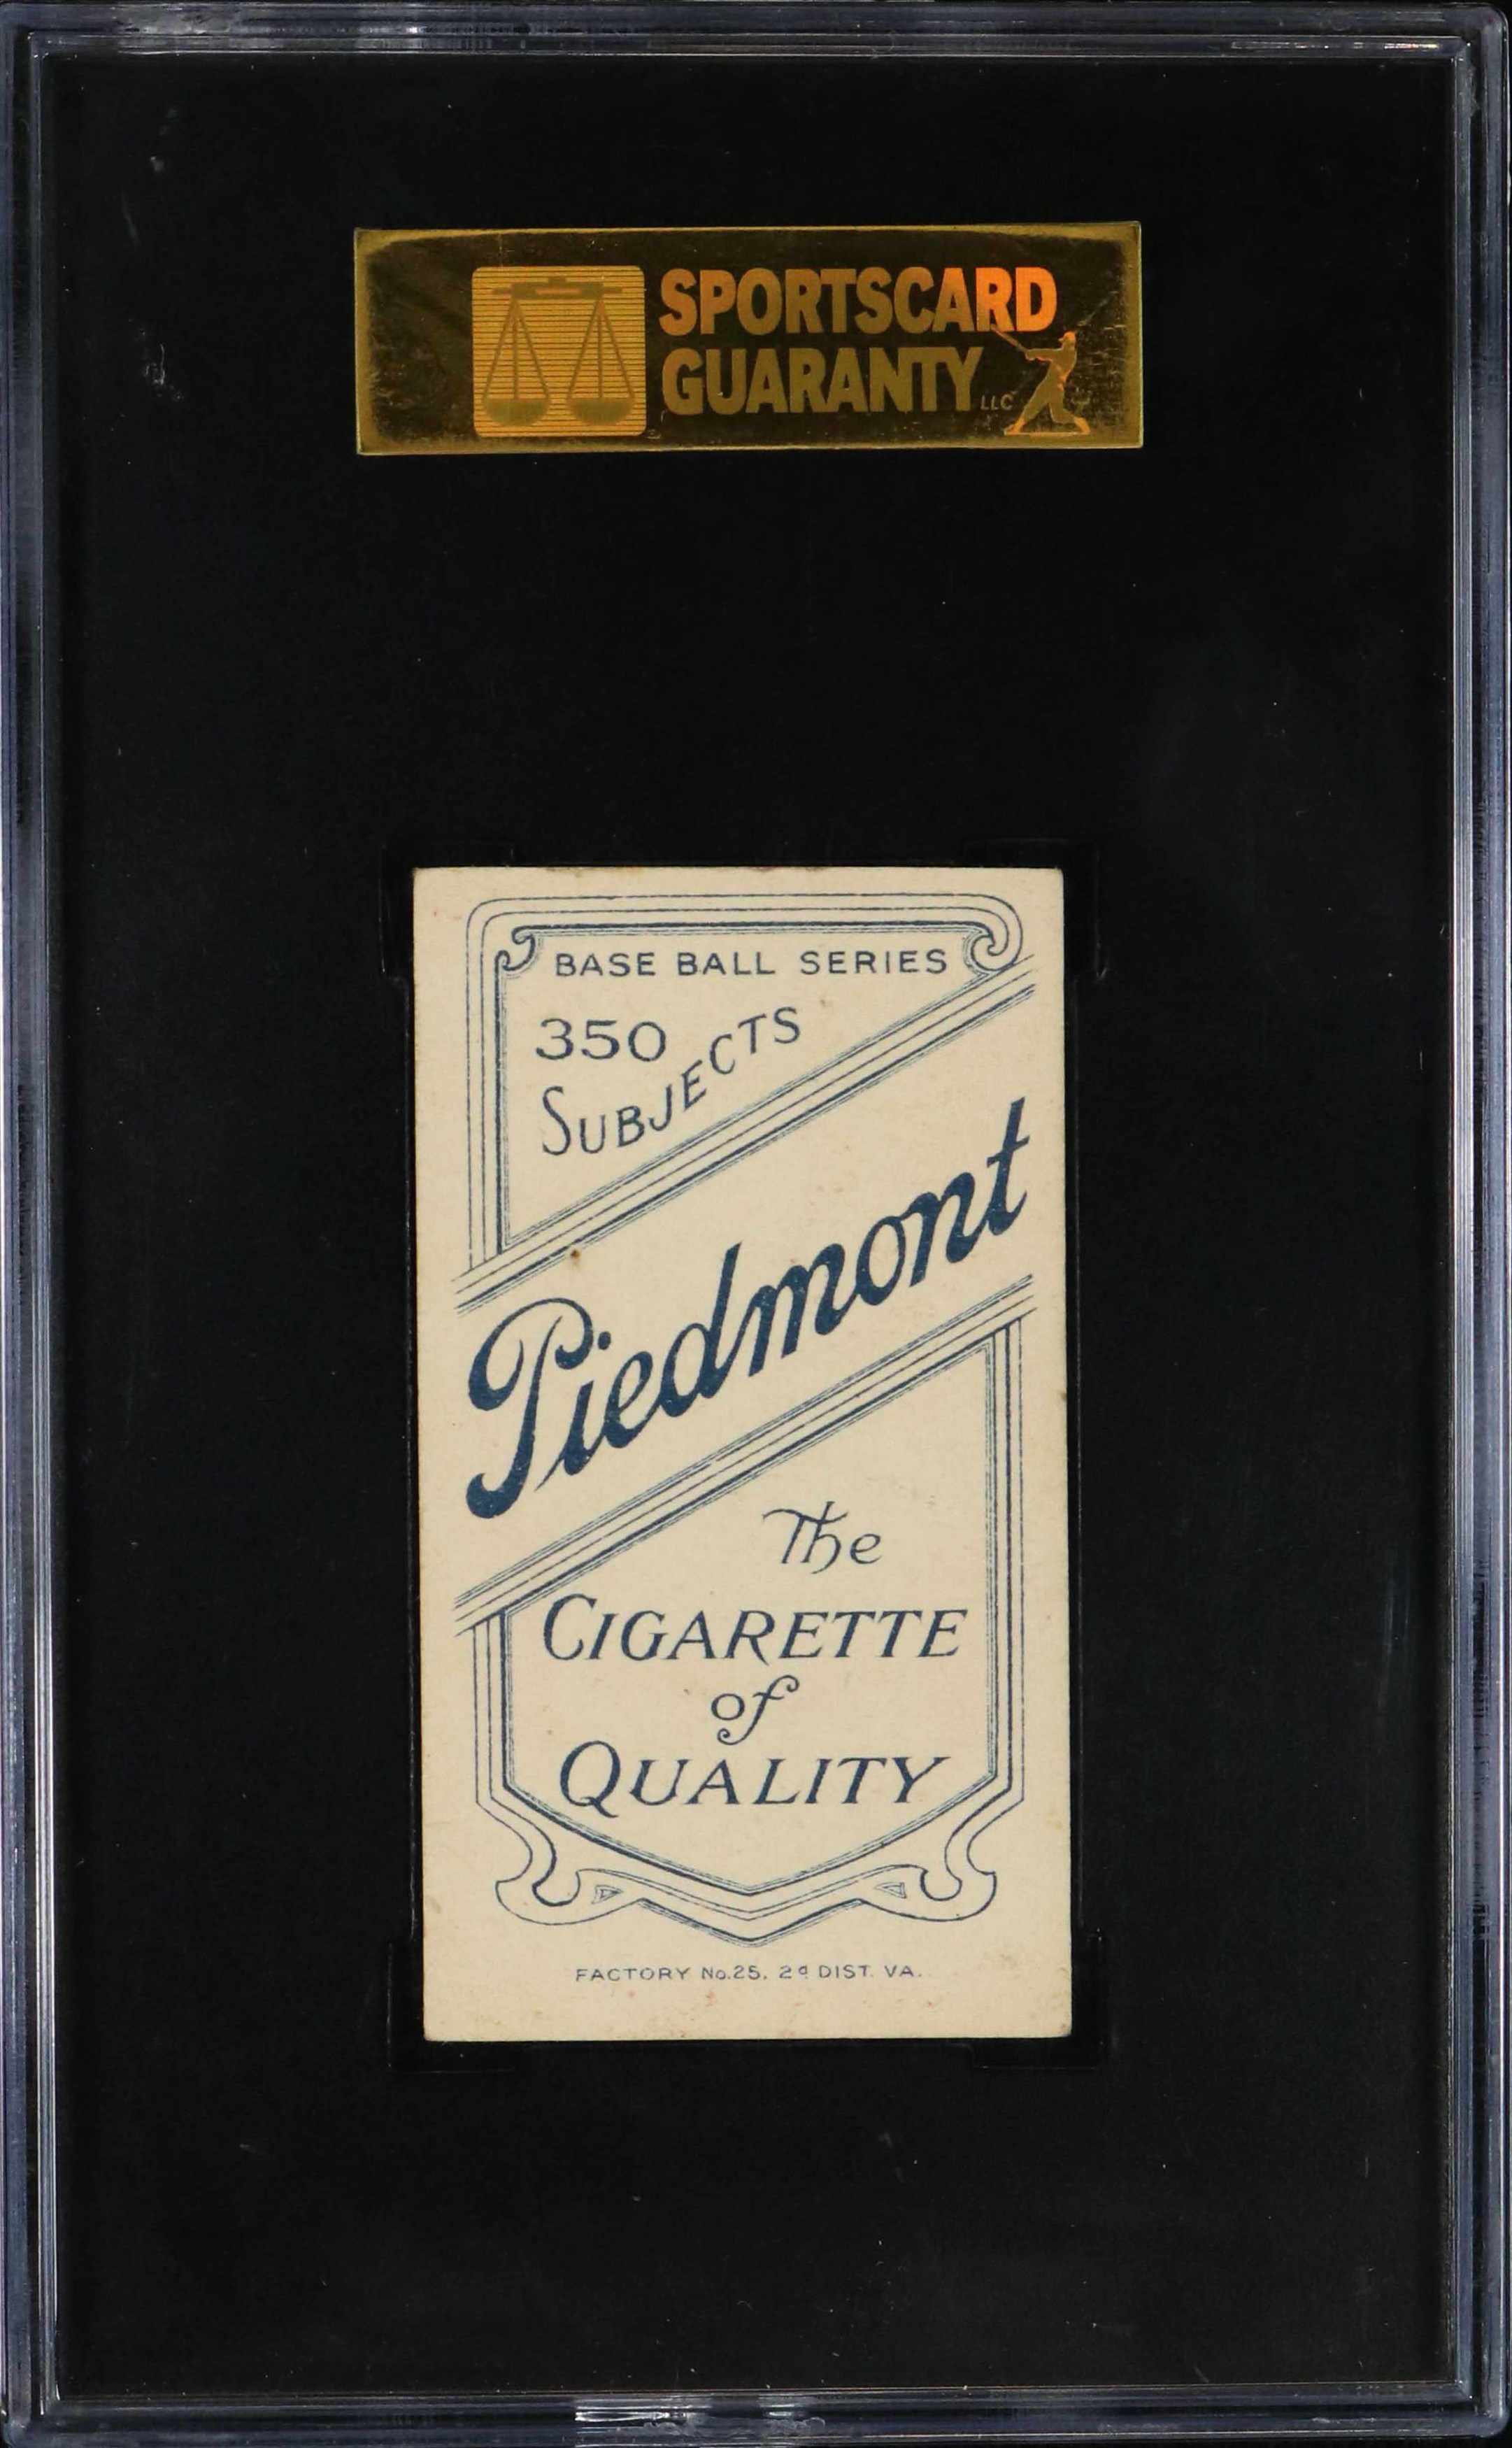 SPORTSCARD
GUARANTY LLC
BASE BALL SERIES
350
SUBJECTS
Piedmont
The
CIGARETTE
of
QUALITY
FACTORY No.25. 2d DIST. VA.